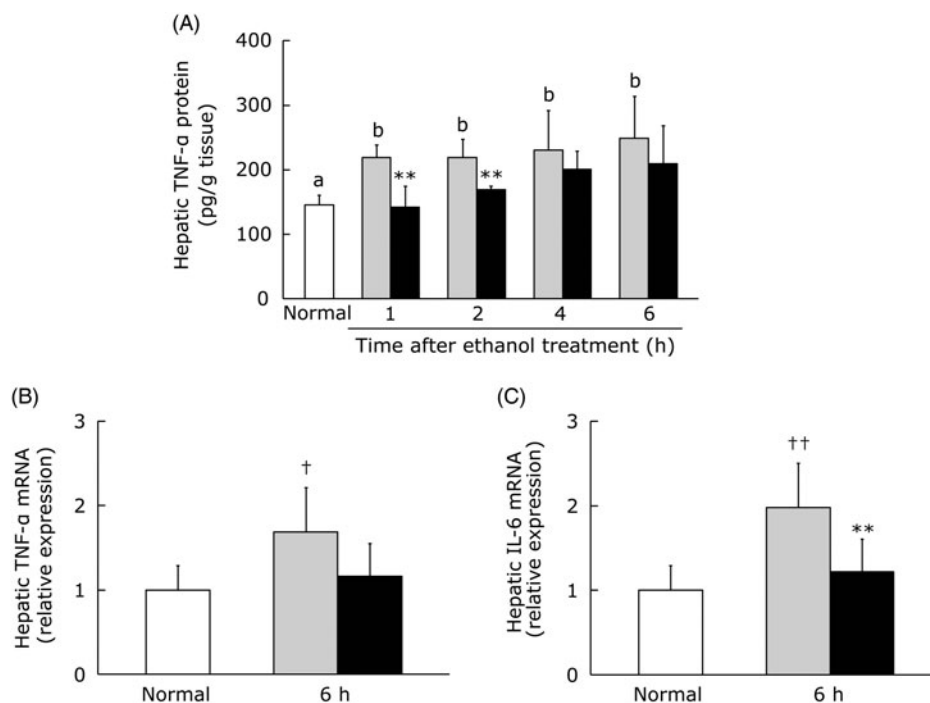 (A)
Hepatic TNF-α protein
(pg/g tissue)
400
300
200
100
0
a
b
**
b
**
b
b
Normal
1
2
4
6
Time after ethanol treatment (h)
(B)
Hepatic TNF-α mRNA
(relative expression)
3
2
1
0
†
Normal
6 h
(C)
Hepatic IL-6 mRNA
(relative expression)
3
2
1
0
††
**
Normal
6 h